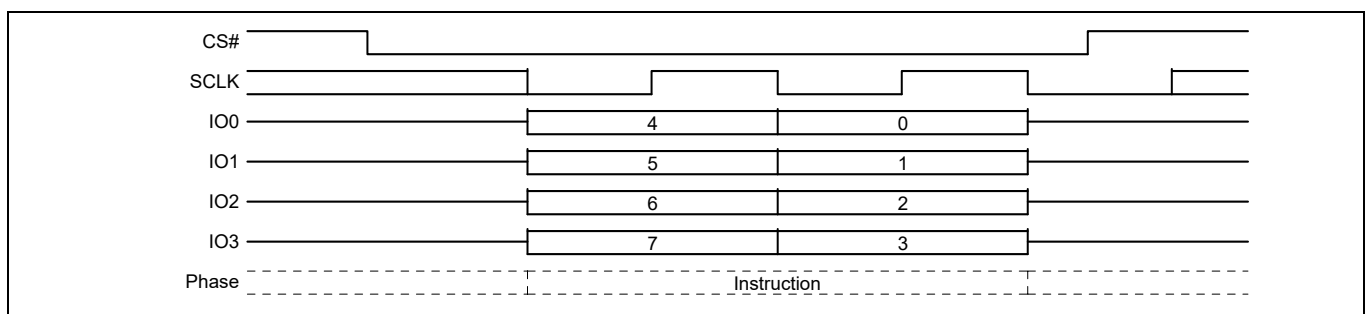 CS#
SCLK
IO0 4 0
IO1 5 1
IO2 6 2
IO3 7 3
Phase Instruction